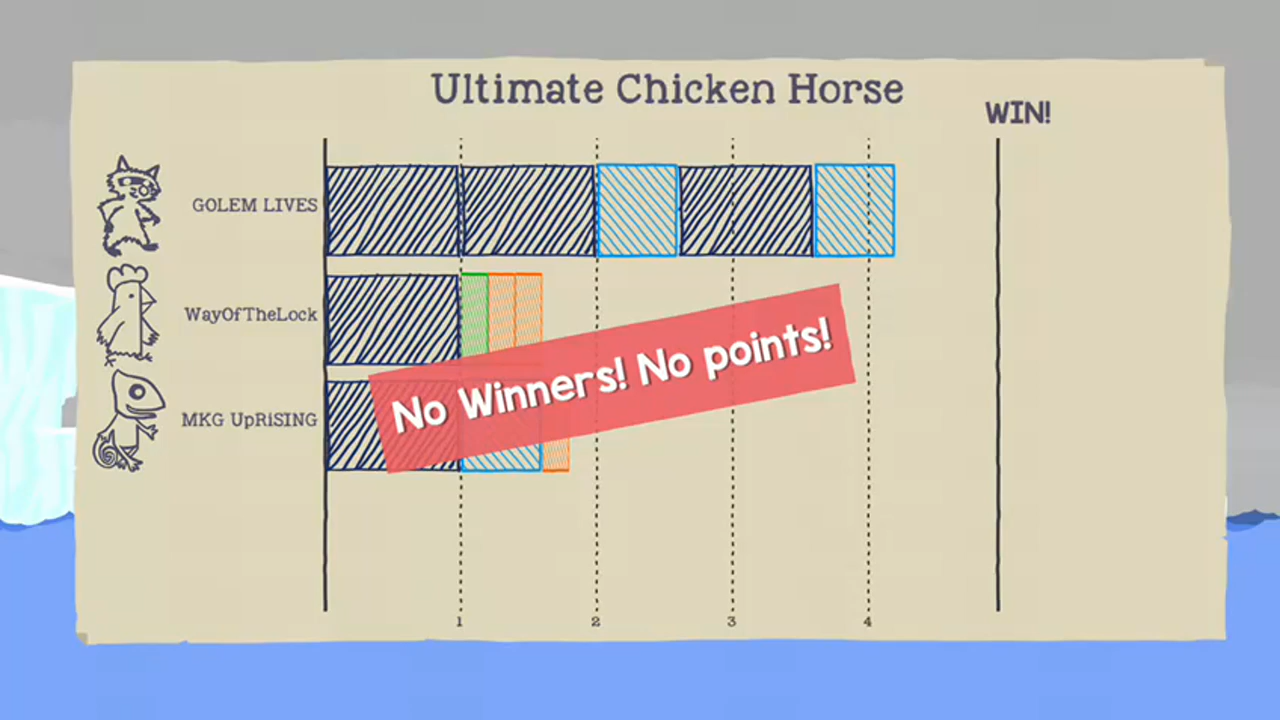 Ultimate Chicken Horse
WIN!
GOLEM LIVES
WayOfTheLock
No Winners! No points!
MKG UpRiSING
1 2 3 4